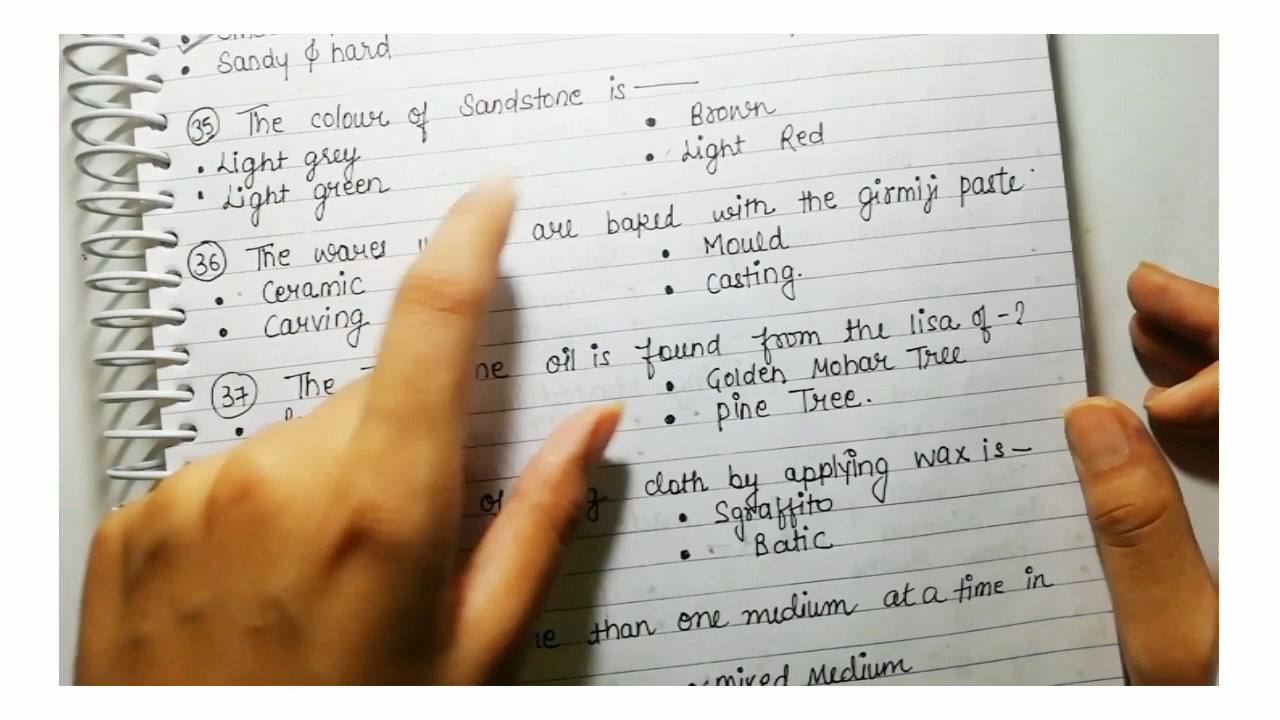 Sandy & hard
35 The colour of Sandstone is —
• Light grey • Brown
• Light green • Light Red
36 The wares are baked with the girmiji paste
• Ceramic • Mould
• Carving • Casting.
37 The oil is found from the lisa of - ?
• Golden Mohar Tree
• Pine Tree.
of cloth by applying wax is -
• Sgraffito
• Batic
than one medium at a time in
mixed Medium